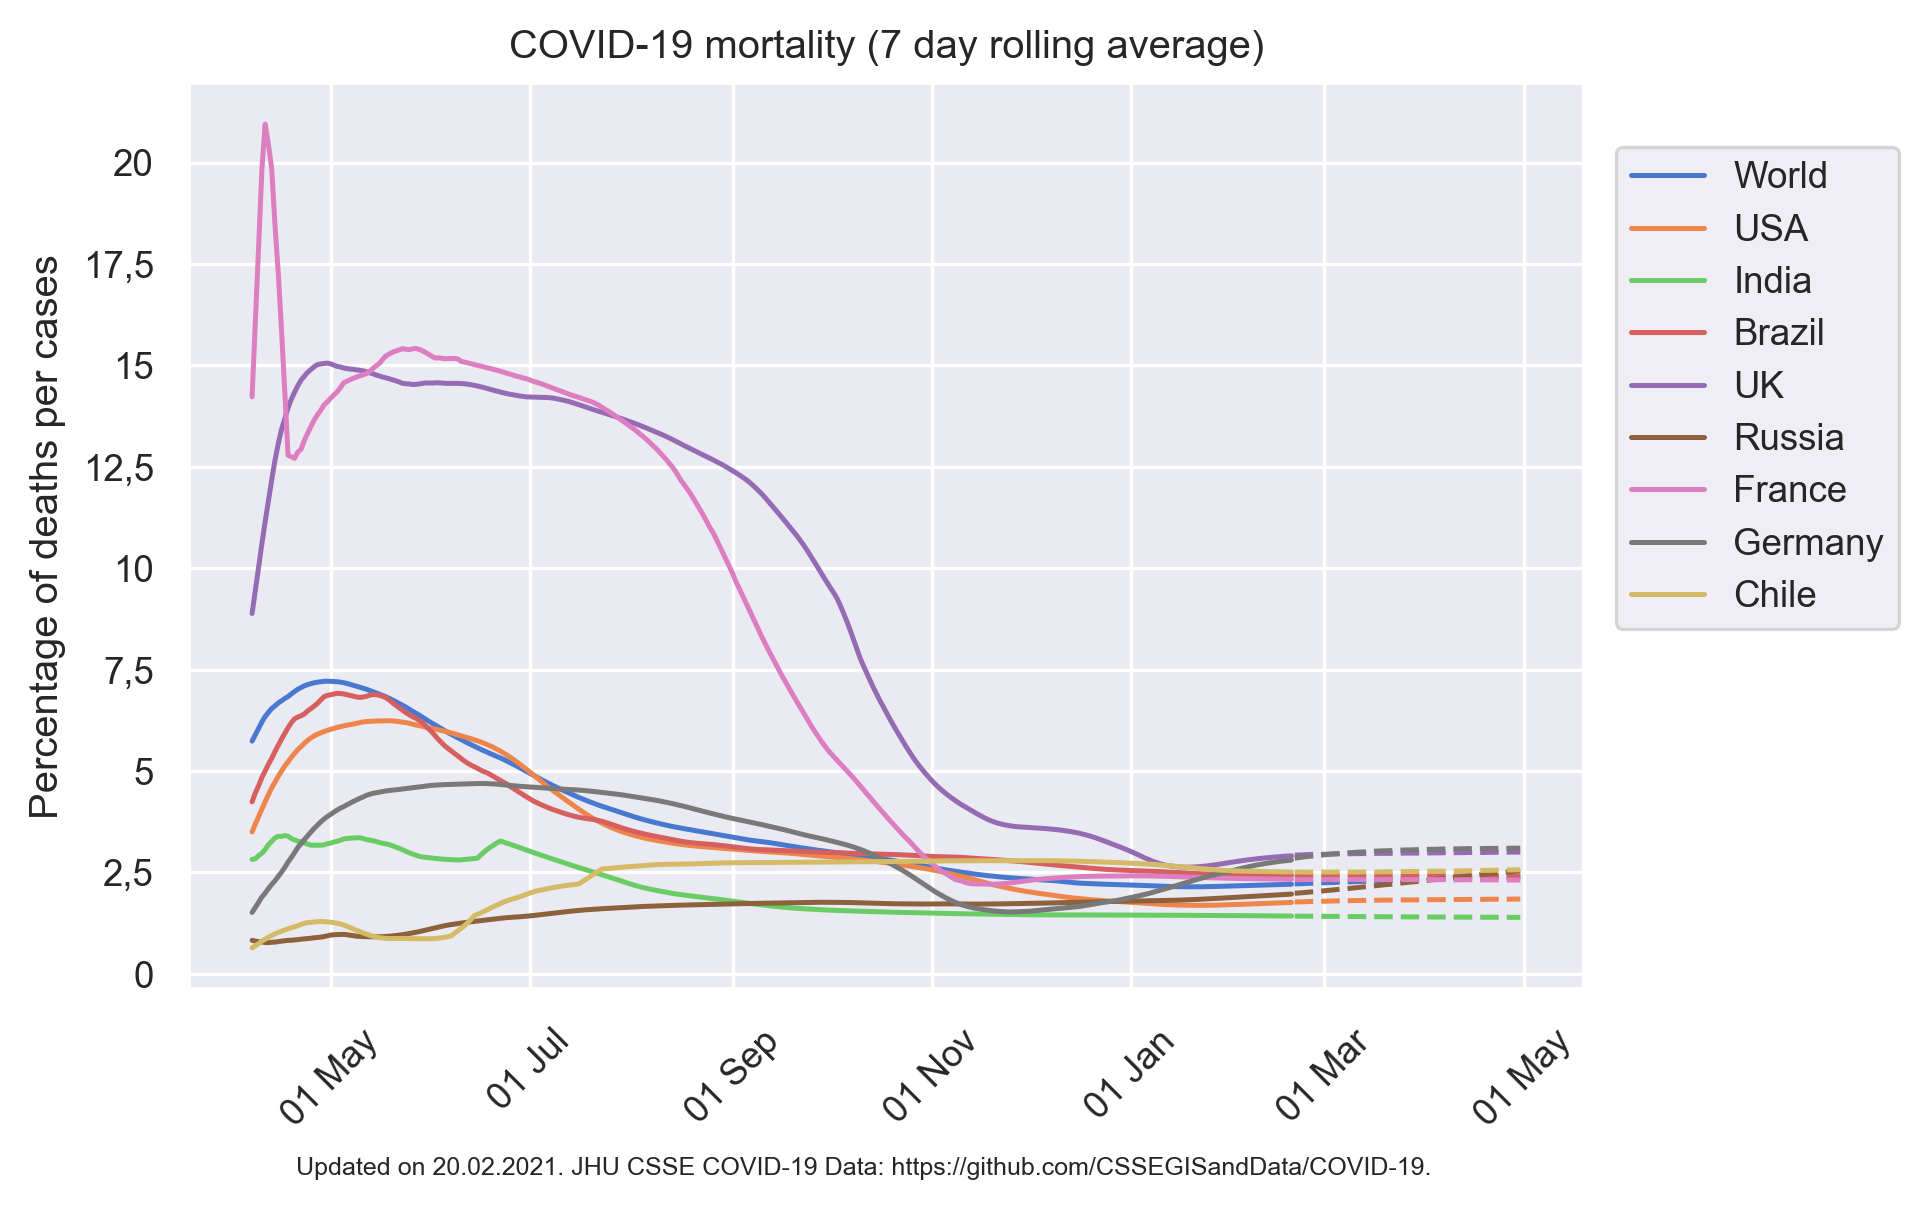 COVID-19 mortality (7 day rolling average)
Percentage of deaths per cases
20
17,5
15
12,5
10
7,5
5
2,5
0
01 May
01 Jul
01 Sep
01 Nov
01 Jan
01 Mar
01 May
World
USA
India
Brazil
UK
Russia
France
Germany
Chile
Updated on 20.02.2021. JHU CSSE COVID-19 Data: https://github.com/CSSEGISandData/COVID-19.